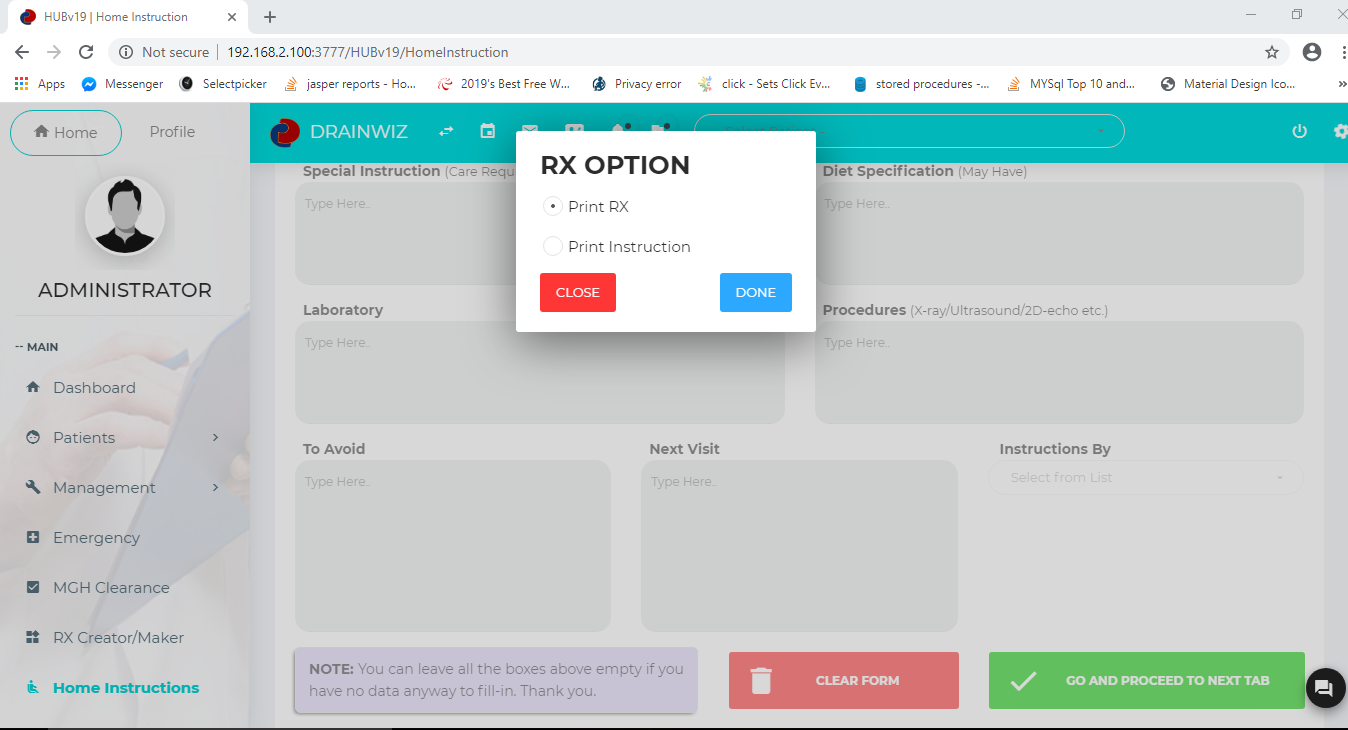 HUBv19 | Home Instruction
Not secure | 192.168.2.100:3777/HUBv19/HomeInstruction
Apps Messenger Selectpicker jasper reports - Ho... 2019's Best Free W... Privacy error click - Sets Click Ev... stored procedures -... MYSql Top 10 and... Material Design Ico... »
Home Profile
DRAINWIZ
ADMINISTRATOR
-- MAIN
Dashboard
Patients
Management
Emergency
MGH Clearance
RX Creator/Maker
Home Instructions
RX OPTION
Print RX
Print Instruction
CLOSE DONE
Special Instruction (Care Requ Diet Specification (May Have)
Type Here.. Type Here..
Laboratory Procedures (X-ray/Ultrasound/2D-echo etc.)
Type Here.. Type Here..
To Avoid Next Visit Instructions By
Type Here.. Type Here.. Select from List
NOTE: You can leave all the boxes above empty if you
have no data anyway to fill-in. Thank you.
CLEAR FORM GO AND PROCEED TO NEXT TAB